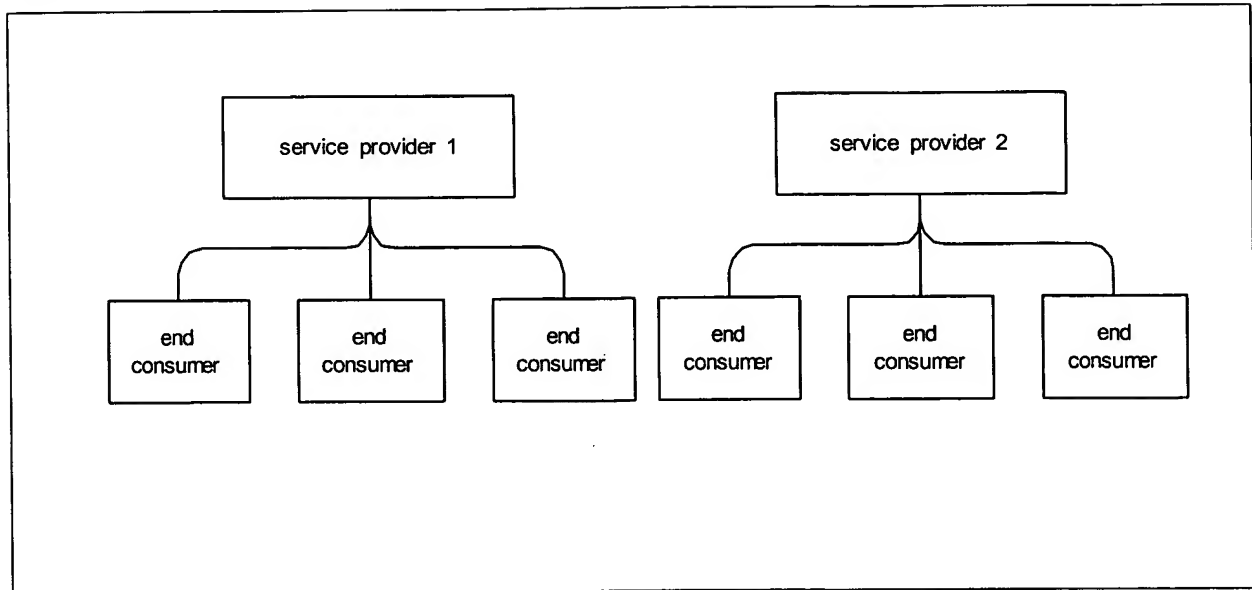 service provider 1
service provider 2
end
consumer
end
consumer
end
consumer
end
consumer
end
consumer
end
consumer